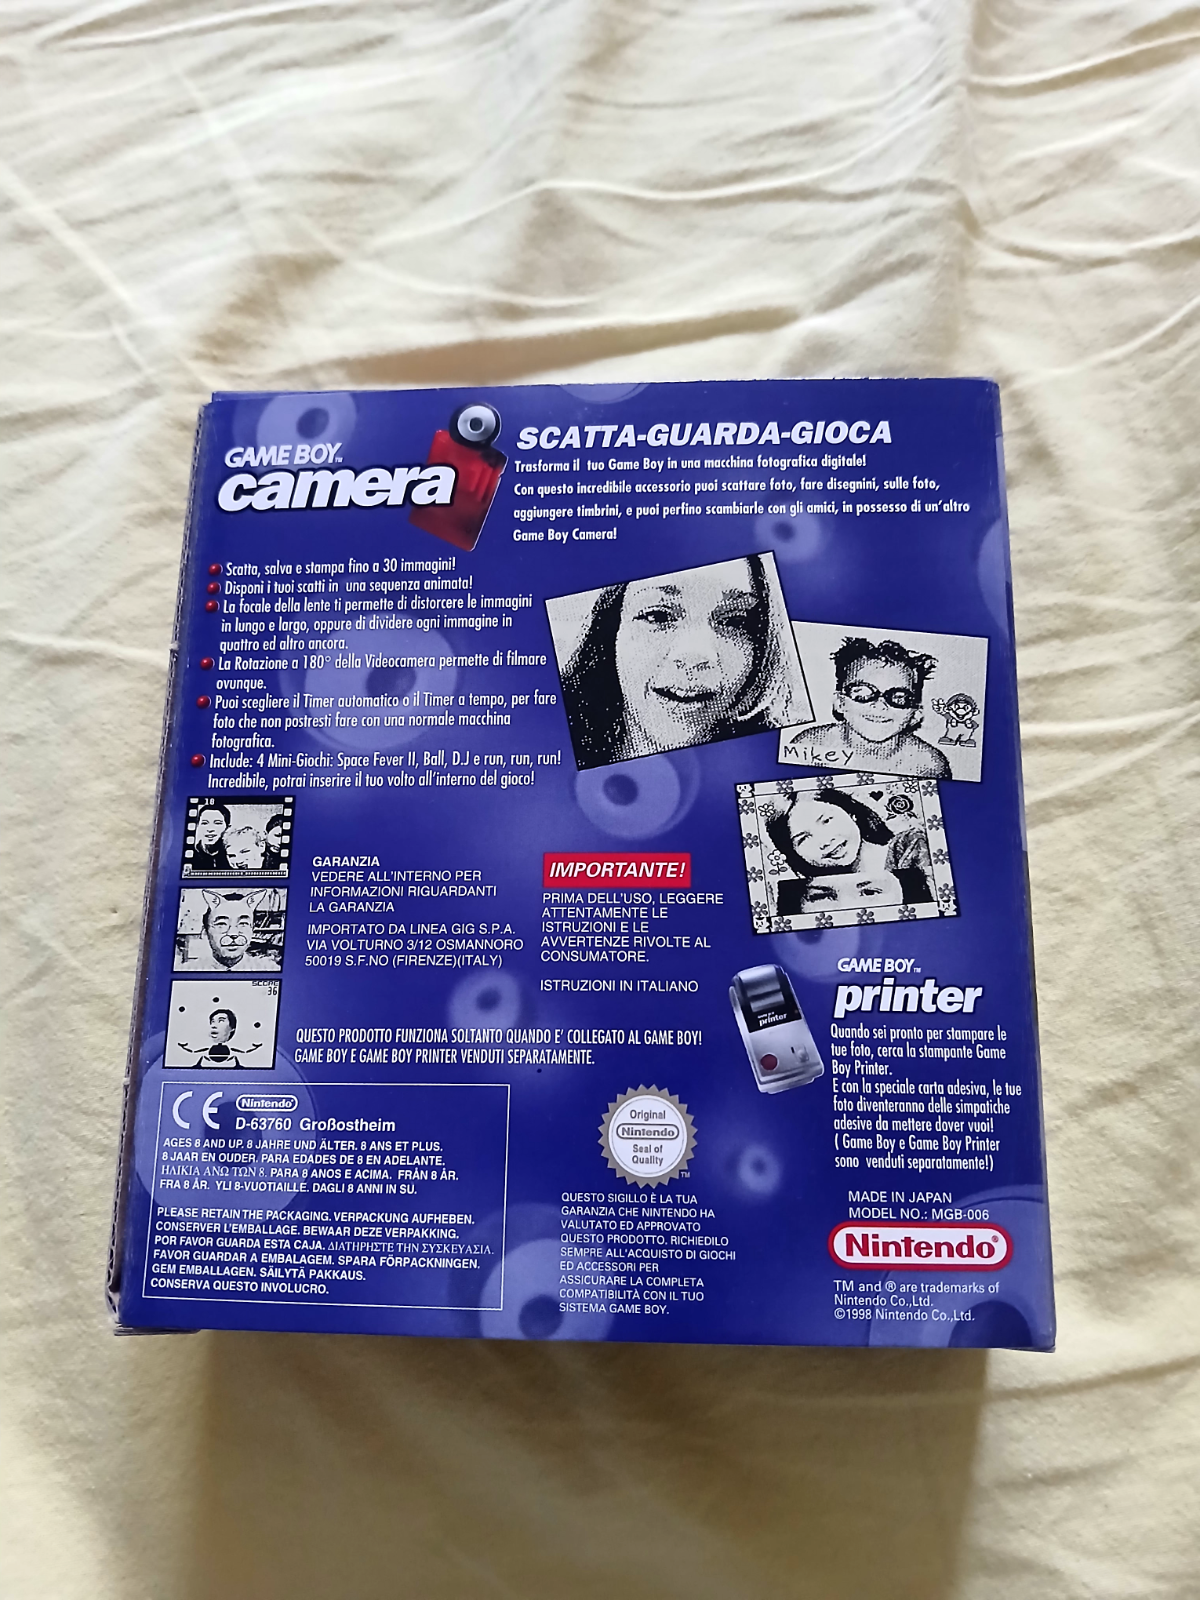 GAME BOY™
camera
SCATTA-GUARDA-GIOCA
Trasforma il tuo Game Boy in una macchina fotografica digitale!
Con questo incredibile accessorio puoi scattare foto, fare disegnini, sulle foto,
aggiungere timbrini, e puoi perfino scambiarle con gli amici, in possesso di un'altro
Game Boy Camera!
Scatta, salva e stampa fino a 30 immagini!
Disponi i tuoi scatti in una sequenza animata!
La focale della lente ti permette di distorcere le immagini
in lungo e largo, oppure di dividere ogni immagine in
quattro ed altro ancora.
La Rotazione a 180° della Videocamera permette di filmare
ovunque.
Puoi scegliere il Timer automatico o il Timer a tempo, per fare
foto che non postresti fare con una normale macchina
fotografica.
Include: 4 Mini-Giochi: Space Fever II, Ball, D.J e run, run, run!
Incredibile, potrai inserire il tuo volto all'interno del gioco!
Mikey
18
SCORE
36
GARANZIA
VEDERE ALL'INTERNO PER
INFORMAZIONI RIGUARDANTI
LA GARANZIA
IMPORTATO DA LINEA GIG S.P.A.
VIA VOLTURNO 3/12 OSMANNORO
50019 S.F.NO (FIRENZE)(ITALY)
IMPORTANTE!
PRIMA DELL'USO, LEGGERE
ATTENTAMENTE LE
ISTRUZIONI E LE
AVVERTENZE RIVOLTE AL
CONSUMATORE.
ISTRUZIONI IN ITALIANO
QUESTO PRODOTTO FUNZIONA SOLTANTO QUANDO E' COLLEGATO AL GAME BOY!
GAME BOY E GAME BOY PRINTER VENDUTI SEPARATAMENTE.
printer
GAME BOY™
printer
Quando sei pronto per stampare le
tue foto, cerca la stampante Game
Boy Printer.
E con la speciale carta adesiva, le tue
foto diventeranno delle simpatiche
adesive da mettere dover vuoi!
( Game Boy e Game Boy Printer
sono venduti separatamente!)
CE Nintendo®
D-63760 Großostheim
AGES 8 AND UP. 8 JAHRE UND ÄLTER. 8 ANS ET PLUS.
8 JAAR EN OUDER. PARA EDADES DE 8 EN ADELANTE.
ΗΛΙΚΙΑ ΑΝΩ ΤΩΝ 8. PARA 8 ANOS E ACIMA. FRÅN 8 ÅR.
FRA 8 ÅR. YLI 8-VUOTIAILLE. DAGLI 8 ANNI IN SU.
PLEASE RETAIN THE PACKAGING. VERPACKUNG AUFHEBEN.
CONSERVER L'EMBALLAGE. BEWAAR DEZE VERPAKKING.
POR FAVOR GUARDA ESTA CAJA. ΔΙΑΤΗΡΗΣΤΕ ΤΗΝ ΣΥΣΚΕΥΑΣΙΑ.
FAVOR GUARDAR A EMBALAGEM. SPARA FÖRPACKNINGEN.
GEM EMBALLAGEN. SÄILYTÄ PAKKAUS.
CONSERVA QUESTO INVOLUCRO.
Original
Nintendo
Seal of
Quality
™
QUESTO SIGILLO È LA TUA
GARANZIA CHE NINTENDO HA
VALUTATO ED APPROVATO
QUESTO PRODOTTO. RICHIEDILO
SEMPRE ALL'ACQUISTO DI GIOCHI
ED ACCESSORI PER
ASSICURARE LA COMPLETA
COMPATIBILITÀ CON IL TUO
SISTEMA GAME BOY.
MADE IN JAPAN
MODEL NO.: MGB-006
Nintendo®
TM and ® are trademarks of
Nintendo Co.,Ltd.
©1998 Nintendo Co.,Ltd.